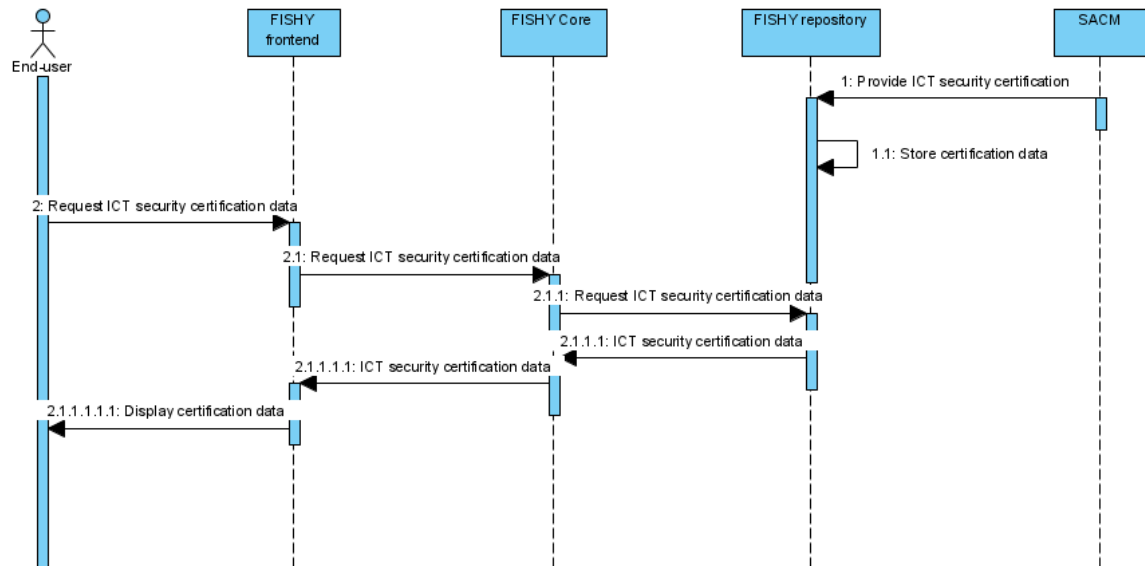 FISHY
frontend
FISHY Core
FISHY repository
SACM
End-user
1: Provide ICT security certification
1.1: Store certification data
2: Request ICT security certification data
2.1: Request ICT security certification data
2.1.1: Request ICT security certification data
2.1.1.1: ICT security certification data
2.1.1.1.1: ICT security certification data
2.1.1.1.1.1: Display certification data